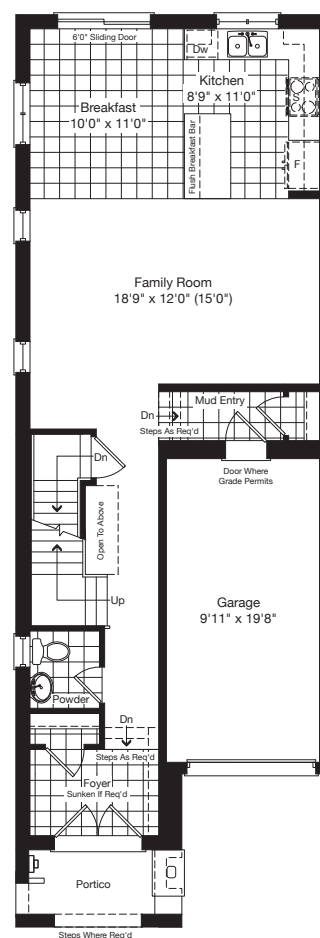 6'0" Sliding Door
Dw
Kitchen
8'9" x 11'0"
Breakfast
10'0" x 11'0"
S
Flush Breakfast Bar
F
Family Room
18'9" x 12'0" (15'0")
Mud Entry
Dn
Steps As Req'd
Door Where
Grade Permits
Dn
Open To Above
Up
Garage
9'11" x 19'8"
Powder
Dn
Steps As Req'd
Foyer
Sunken If Req'd
Portico
Steps Where Req'd